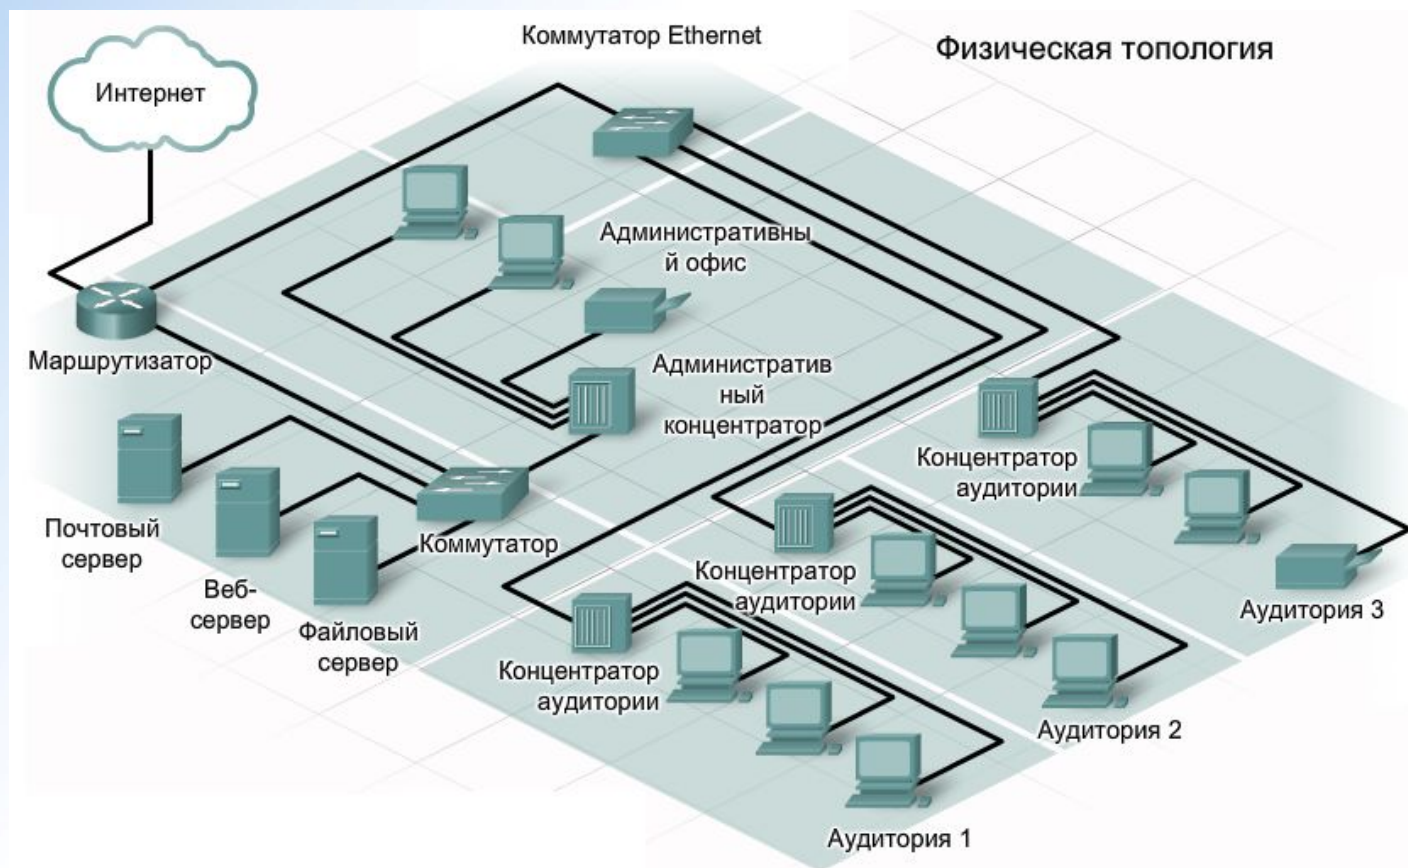 Коммутатор Ethernet
Физическая топология
Интернет
Административны
й офис
Маршрутизатор
Административ
ный
концентратор
Концентратор
аудитории
Почтовый
сервер
Коммутатор
Веб-
сервер
Концентратор
аудитории
Файловый
сервер
Аудитория 3
Концентратор
аудитории
Аудитория 2
Аудитория 1